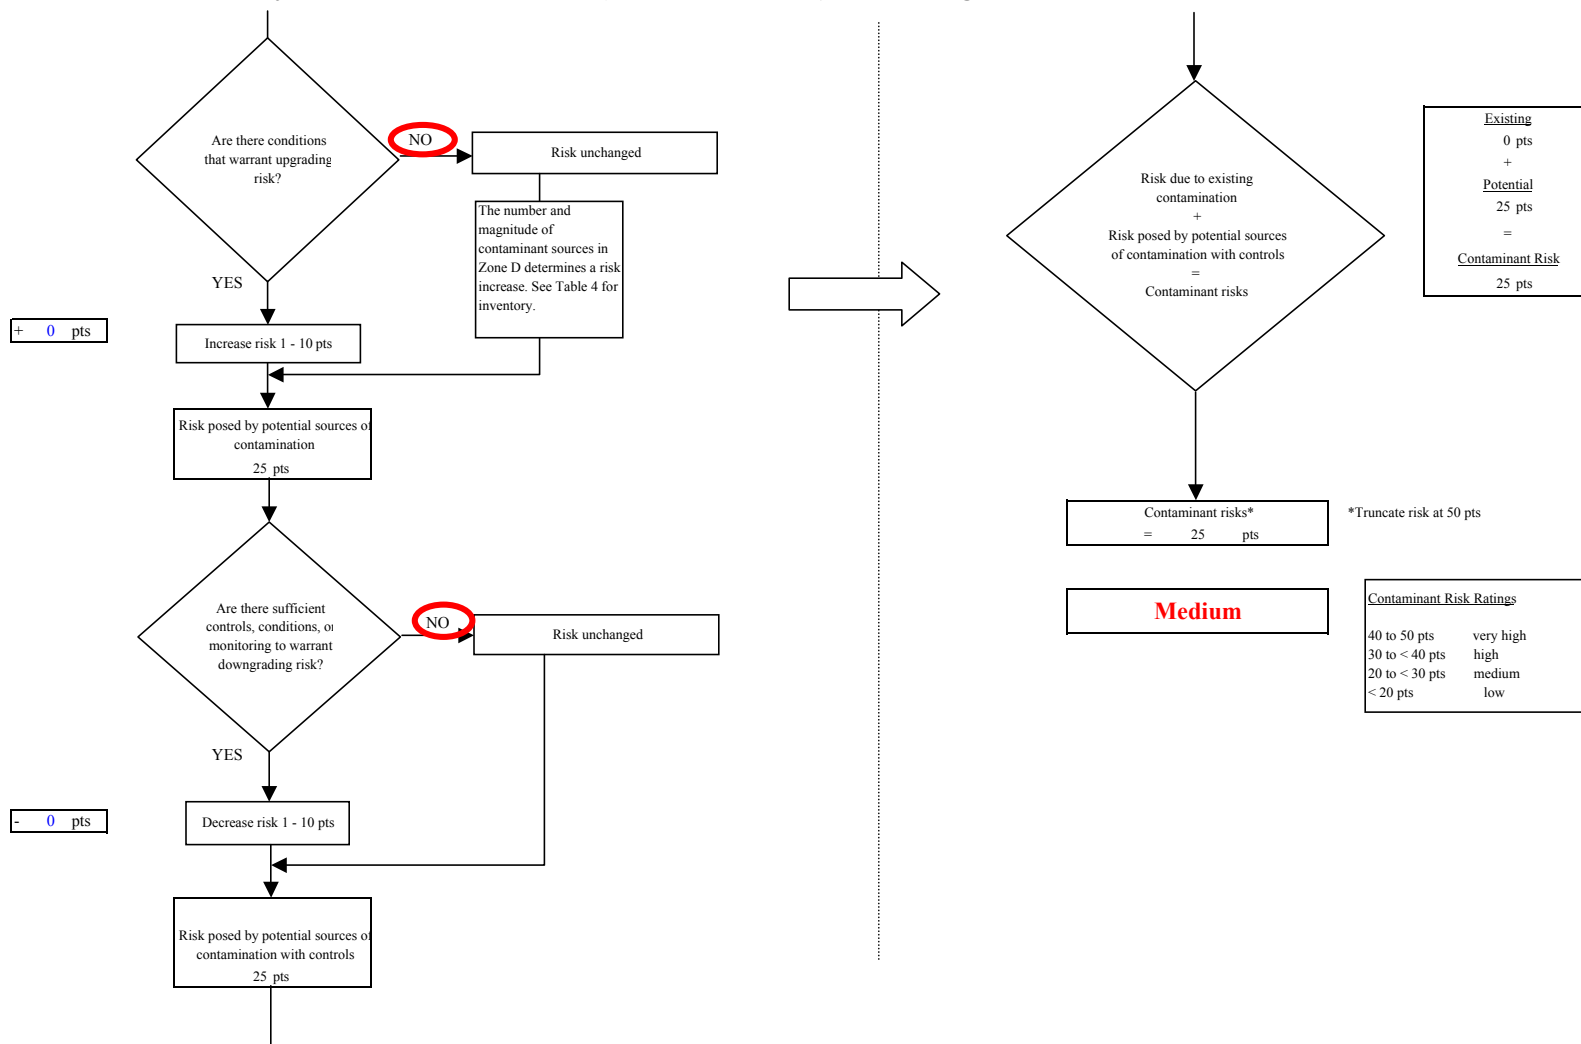 Are there conditions
that warrant upgrading
risk?
NO
Risk unchanged
The number and
magnitude of
contaminant sources in
Zone D determines a risk
increase. See Table 4 for
inventory.
YES
+ 0 pts
Increase risk 1 - 10 pts
Risk posed by potential sources of
contamination
25 pts
Are there sufficient
controls, conditions, or
monitoring to warrant
downgrading risk?
NO
Risk unchanged
YES
- 0 pts
Decrease risk 1 - 10 pts
Risk posed by potential sources of
contamination with controls
25 pts
Risk due to existing
contamination
+
Risk posed by potential sources
of contamination with controls
=
Contaminant risks
Existing
0 pts
+
Potential
25 pts
=
Contaminant Risk
25 pts
Contaminant risks*
= 25 pts
*Truncate risk at 50 pts
Medium
Contaminant Risk Ratings
40 to 50 pts very high
30 to < 40 pts high
20 to < 30 pts medium
< 20 pts low